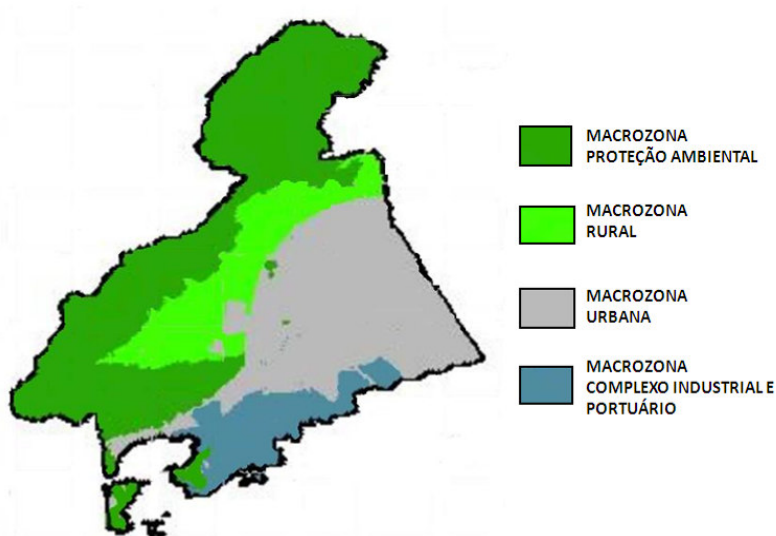 MACROZONA
PROTEÇÃO AMBIENTAL
MACROZONA
RURAL
MACROZONA
URBANA
MACROZONA
COMPLEXO INDUSTRIAL E
PORTUÁRIO